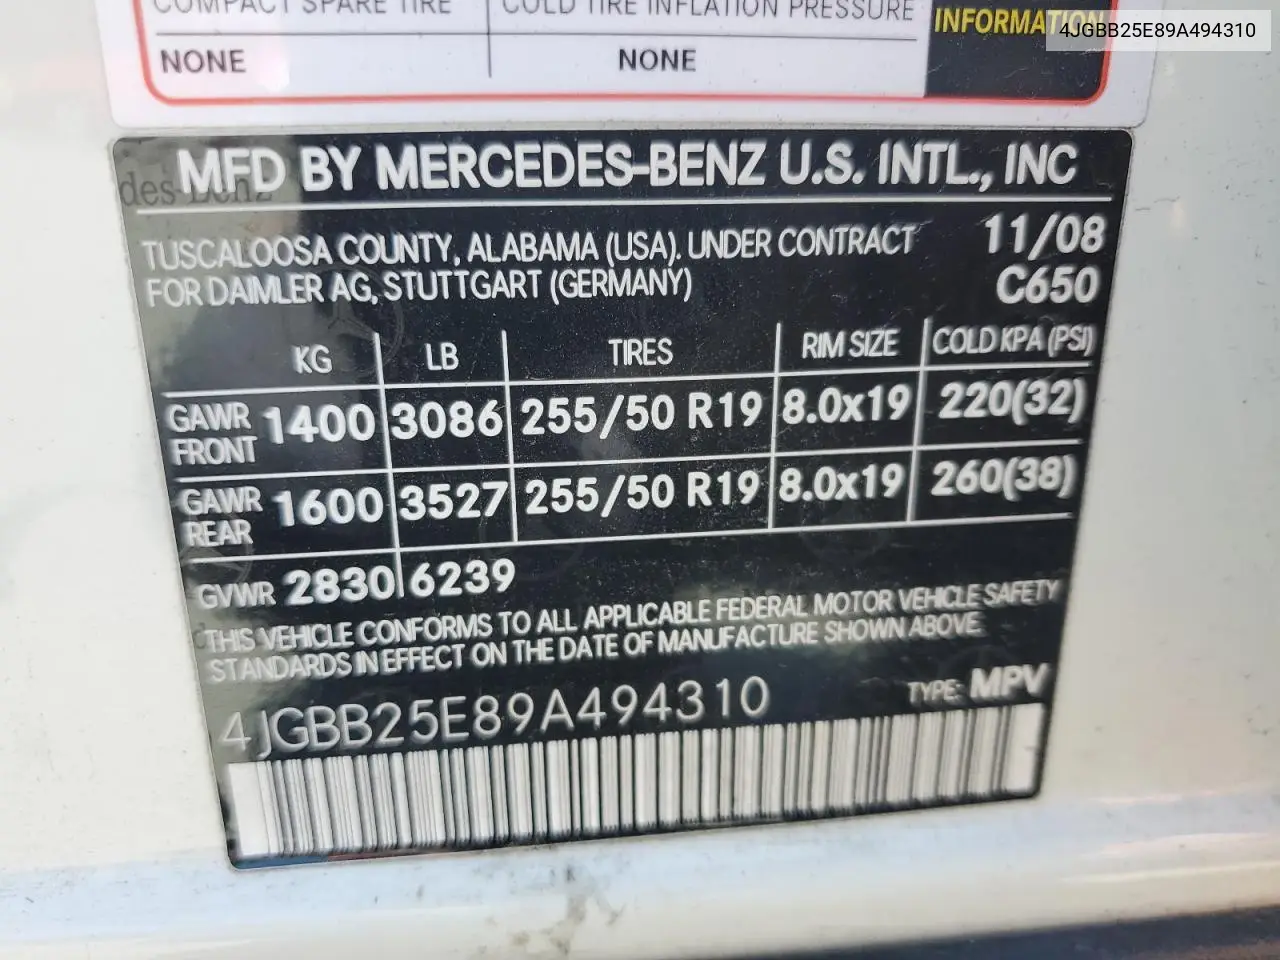 COMPACT SPARE TIRE COLD TIRE INFLATION PRESSURE
NONE NONE
INFORMATION
4JGBB25E89A494310
MFD BY MERCEDES-BENZ U.S. INTL., INC
des-Benz
TUSCALOOSA COUNTY, ALABAMA (USA). UNDER CONTRACT 11/08
FOR DAIMLER AG, STUTTGART (GERMANY) C650
KG LB TIRES RIM SIZE COLD KPA (PSI)
GAWR FRONT 1400 3086 255/50 R19 8.0x19 220(32)
GAWR REAR 1600 3527 255/50 R19 8.0x19 260(38)
GVWR 2830 6239
THIS VEHICLE CONFORMS TO ALL APPLICABLE FEDERAL MOTOR VEHICLE SAFETY
STANDARDS IN EFFECT ON THE DATE OF MANUFACTURE SHOWN ABOVE.
4JGBB25E89A494310 TYPE: MPV